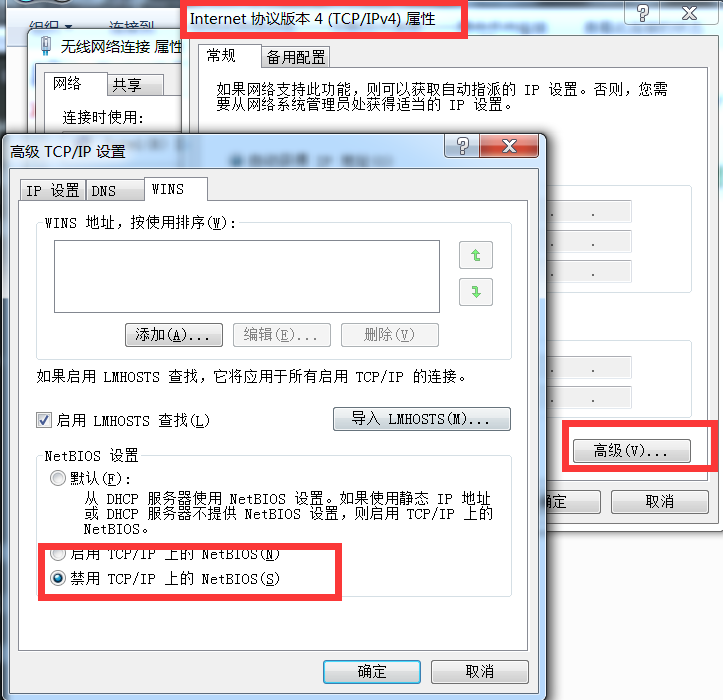 组织
连接到
Internet 协议版本 4 (TCP/IPv4) 属性
无线网络连接 属性
常规
备用配置
网络
共享
如果网络支持此功能，则可以获取自动指派的 IP 设置。否则，您需
要从网络系统管理员处获得适当的 IP 设置。
连接时使用：
高级 TCP/IP 设置
IP 设置
DNS
WINS
WINS 地址，按使用排序(W)：
添加(A)...
编辑(E)...
删除(V)
如果启用 LMHOSTS 查找，它将应用于所有启用 TCP/IP 的连接。
启用 LMHOSTS 查找(L)
导入 LMHOSTS(M)...
NetBIOS 设置
默认(F)：
从 DHCP 服务器使用 NetBIOS 设置。如果使用静态 IP 地址
或 DHCP 服务器不提供 NetBIOS 设置，则启用 TCP/IP 上的
NetBIOS。
启用 TCP/IP 上的 NetBIOS(N)
禁用 TCP/IP 上的 NetBIOS(S)
确定
取消
高级(V)...
定
取消